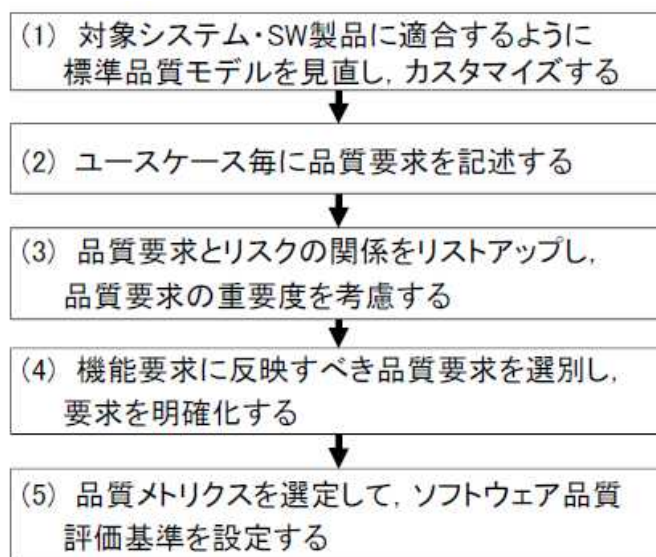 (1) 対象システム・SW製品に適合するように
標準品質モデルを見直し，カスタマイズする
(2) ユースケース毎に品質要求を記述する
(3) 品質要求とリスクの関係をリストアップし，
品質要求の重要度を考慮する
(4) 機能要求に反映すべき品質要求を選別し，
要求を明確化する
(5) 品質メトリクスを選定して，ソフトウェア品質
評価基準を設定する